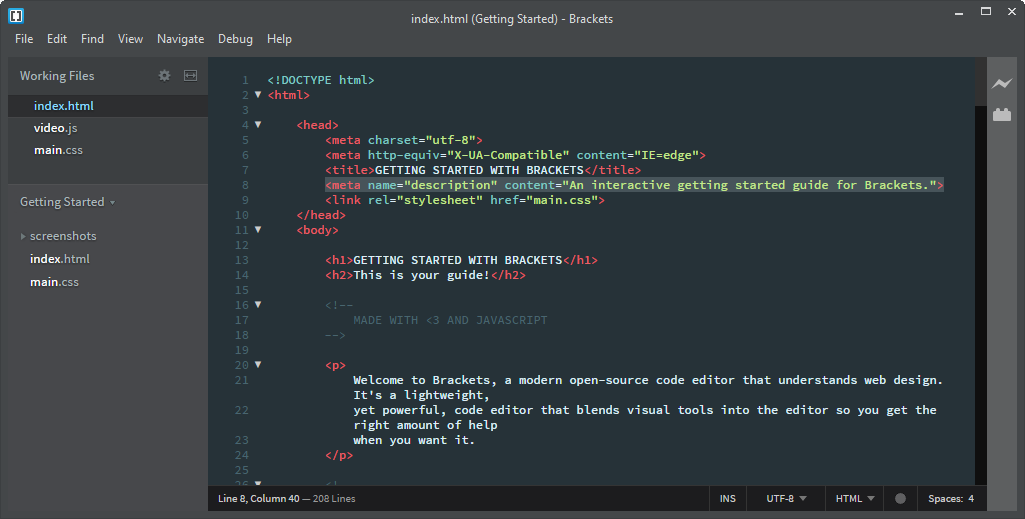 index.html (Getting Started) - Brackets
File Edit Find View Navigate Debug Help
Working Files
index.html
video.js
main.css
Getting Started
screenshots
index.html
main.css
1 <!DOCTYPE html>
2 <html>
3
4 <head>
5 <meta charset="utf-8">
6 <meta http-equiv="X-UA-Compatible" content="IE=edge">
7 <title>GETTING STARTED WITH BRACKETS</title>
8 <meta name="description" content="An interactive getting started guide for Brackets.">
9 <link rel="stylesheet" href="main.css">
10 </head>
11 <body>
12
13 <h1>GETTING STARTED WITH BRACKETS</h1>
14 <h2>This is your guide!</h2>
15
16 <!--
17 MADE WITH <3 AND JAVASCRIPT
18 -->
19
20 <p>
21 Welcome to Brackets, a modern open-source code editor that understands web design.
It's a lightweight,
22 yet powerful, code editor that blends visual tools into the editor so you get the
right amount of help
23 when you want it.
24 </p>
25
Line 8, Column 40 — 208 Lines
INS
UTF-8
HTML
Spaces: 4